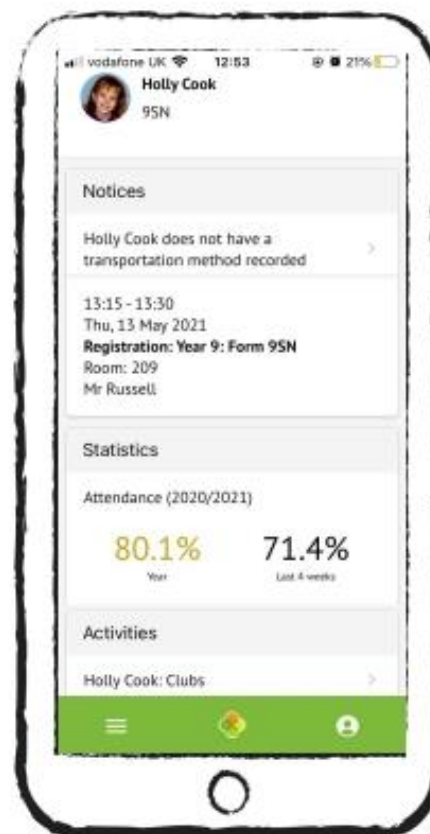 vodafone UK 12:53 21%
Holly Cook
9SN
Notices
Holly Cook does not have a
transportation method recorded
13:15 - 13:30
Thu, 13 May 2021
Registration: Year 9: Form 9SN
Room: 209
Mr Russell
Statistics
Attendance (2020/2021)
80.1% 71.4%
Year Last 4 weeks
Activities
Holly Cook: Clubs